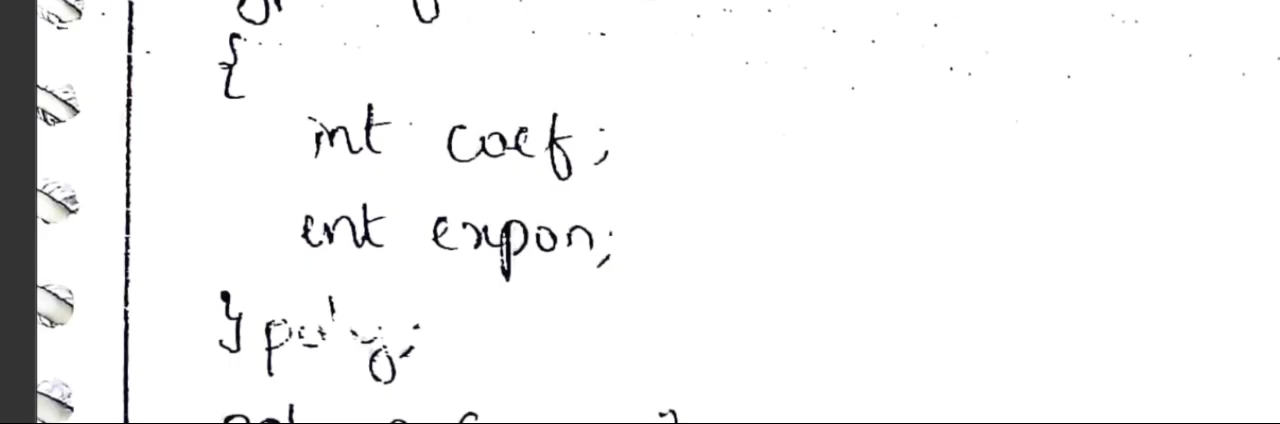 {
int coef;
int expon;
} poly;